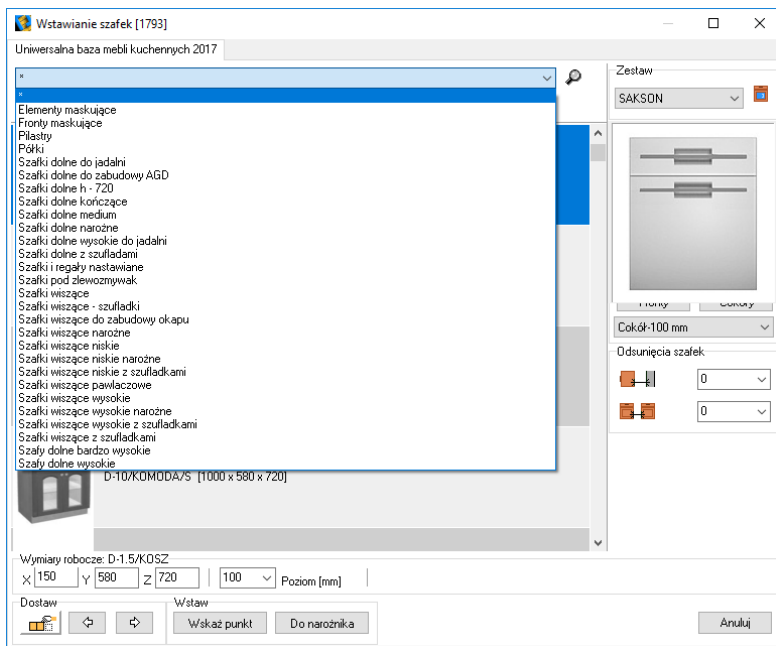 Wstawianie szafek [1793]
Uniwersalna baza mebli kuchennych 2017
*
*
Elementy maskujące
Fronty maskujące
Pilastry
Półki
Szafki dolne do jadalni
Szafki dolne do zabudowy AGD
Szafki dolne h - 720
Szafki dolne kończące
Szafki dolne medium
Szafki dolne narożne
Szafki dolne wysokie do jadalni
Szafki dolne z szufladami
Szafki i regały nastawiane
Szafki pod zlewozmywak
Szafki wiszące
Szafki wiszące - szufladki
Szafki wiszące do zabudowy okapu
Szafki wiszące narożne
Szafki wiszące niskie
Szafki wiszące niskie narożne
Szafki wiszące niskie z szufladkami
Szafki wiszące pawlaczowe
Szafki wiszące wysokie
Szafki wiszące wysokie narożne
Szafki wiszące wysokie z szufladkami
Szafki wiszące z szufladkami
Szafy dolne bardzo wysokie
Szafy dolne wysokie
D-10/KOMODA/S [1000 x 580 x 720]
Zestaw
SAKSON
Fronty Cokoły
Cokół-100 mm
Odsunięcia szafek
0
0
Wymiary robocze: D-1.5/KOSZ
X 150 Y 580 Z 720 100 Poziom [mm]
Dostaw Wstaw
Wskaż punkt Do narożnika Anuluj